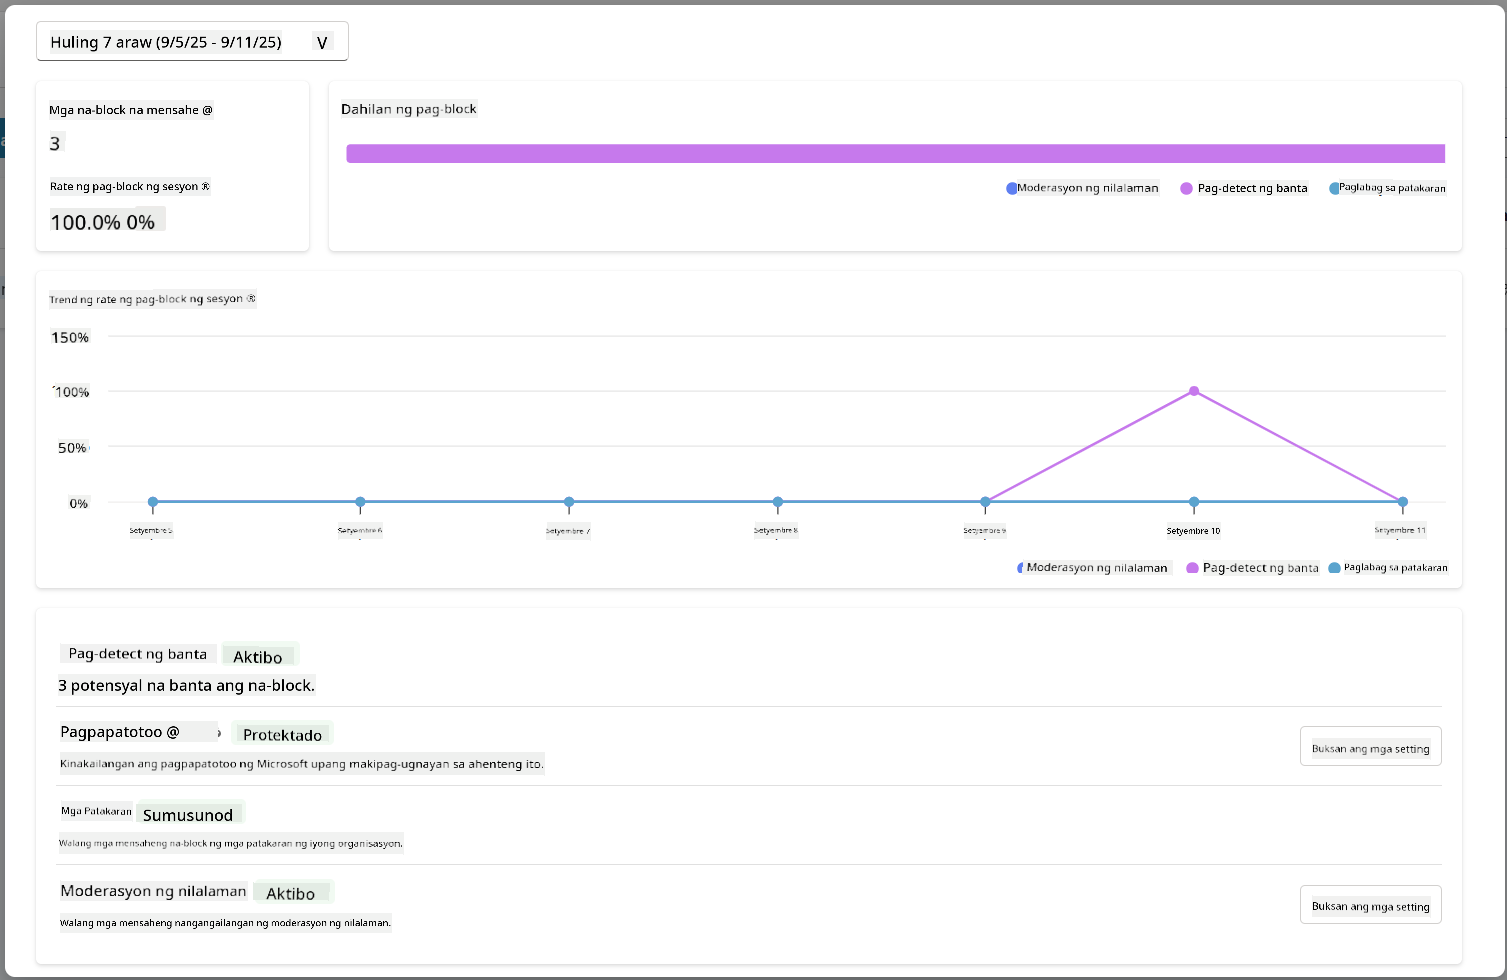 Huling 7 araw (9/5/25 - 9/11/25) V
Mga na-block na mensahe @
3
Rate ng pag-block ng sesyon ®
100.0% 0%
Dahilan ng pag-block
Moderasyon ng nilalaman Pag-detect ng banta Paglabag sa patakaran
Trend ng rate ng pag-block ng sesyon ®
150%
100%
50%
0%
Setyembre 5 Setyembre 6 Setyembre 7 Setyembre 8 Setyembre 9 Setyembre 10 Setyembre 11
Moderasyon ng nilalaman Pag-detect ng banta Paglabag sa patakaran
Pag-detect ng banta Aktibo
3 potensyal na banta ang na-block.
Pagpapatotoo @ Protektado
Kinakailangan ang pagpapatotoo ng Microsoft upang makipag-ugnayan sa ahenteng ito.
Buksan ang mga setting
Mga Patakaran Sumusunod
Walang mga mensaheng na-block ng mga patakaran ng iyong organisasyon.
Moderasyon ng nilalaman Aktibo
Walang mga mensaheng nangangailangan ng moderasyon ng nilalaman.
Buksan ang mga setting